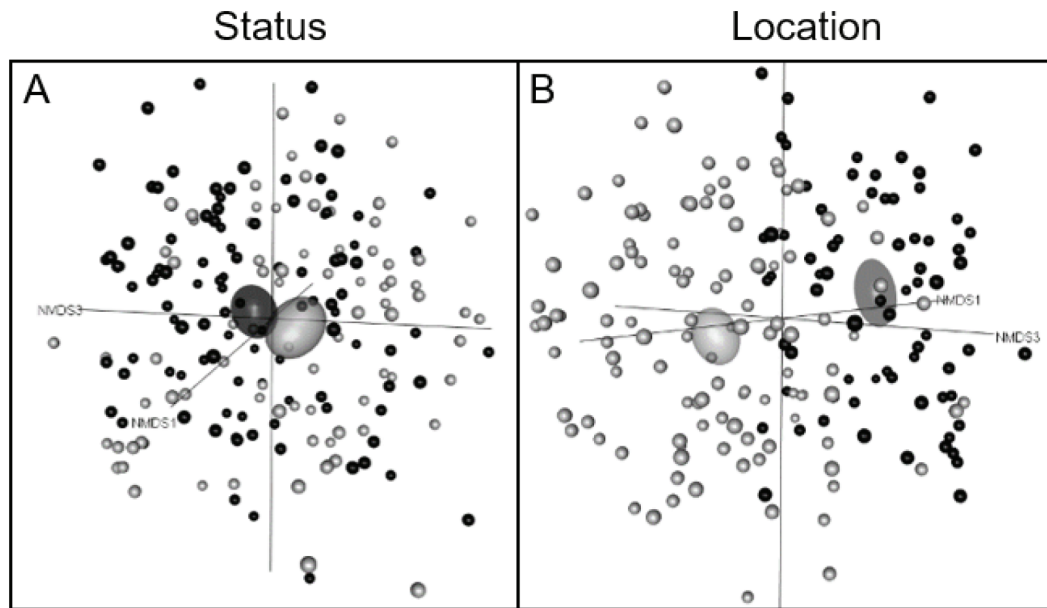 Status
Location
A
B
NMDS3
NMDS1
NMDS1
NMDS3